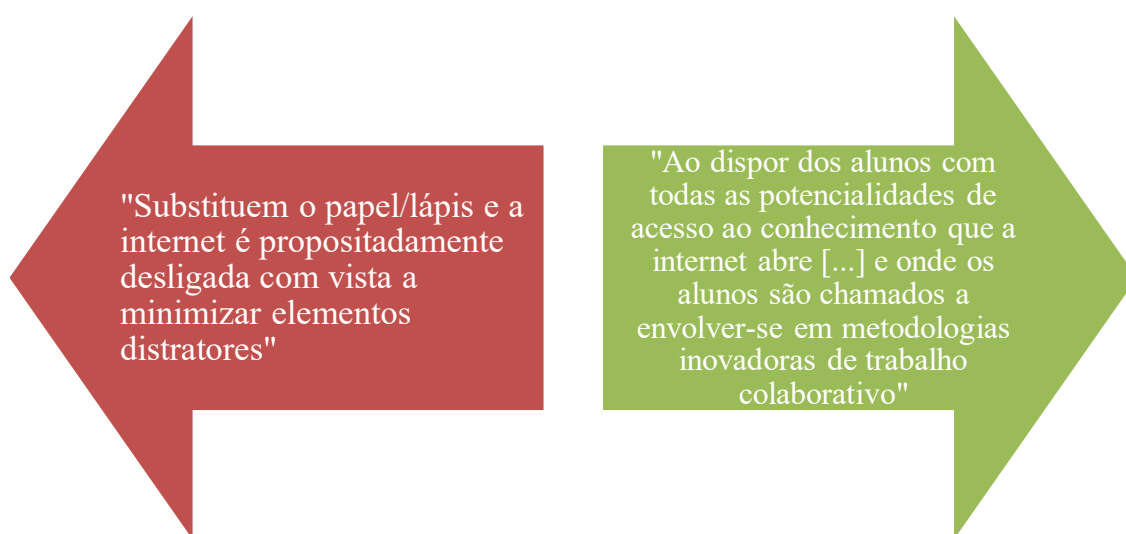 "Substituem o papel/lápis e a
internet é propositadamente
desligada com vista a
minimizar elementos
distratores"
"Ao dispor dos alunos com
todas as potencialidades de
acesso ao conhecimento que a
internet abre [...] e onde os
alunos são chamados a
envolver-se em metodologias
inovadoras de trabalho
colaborativo"